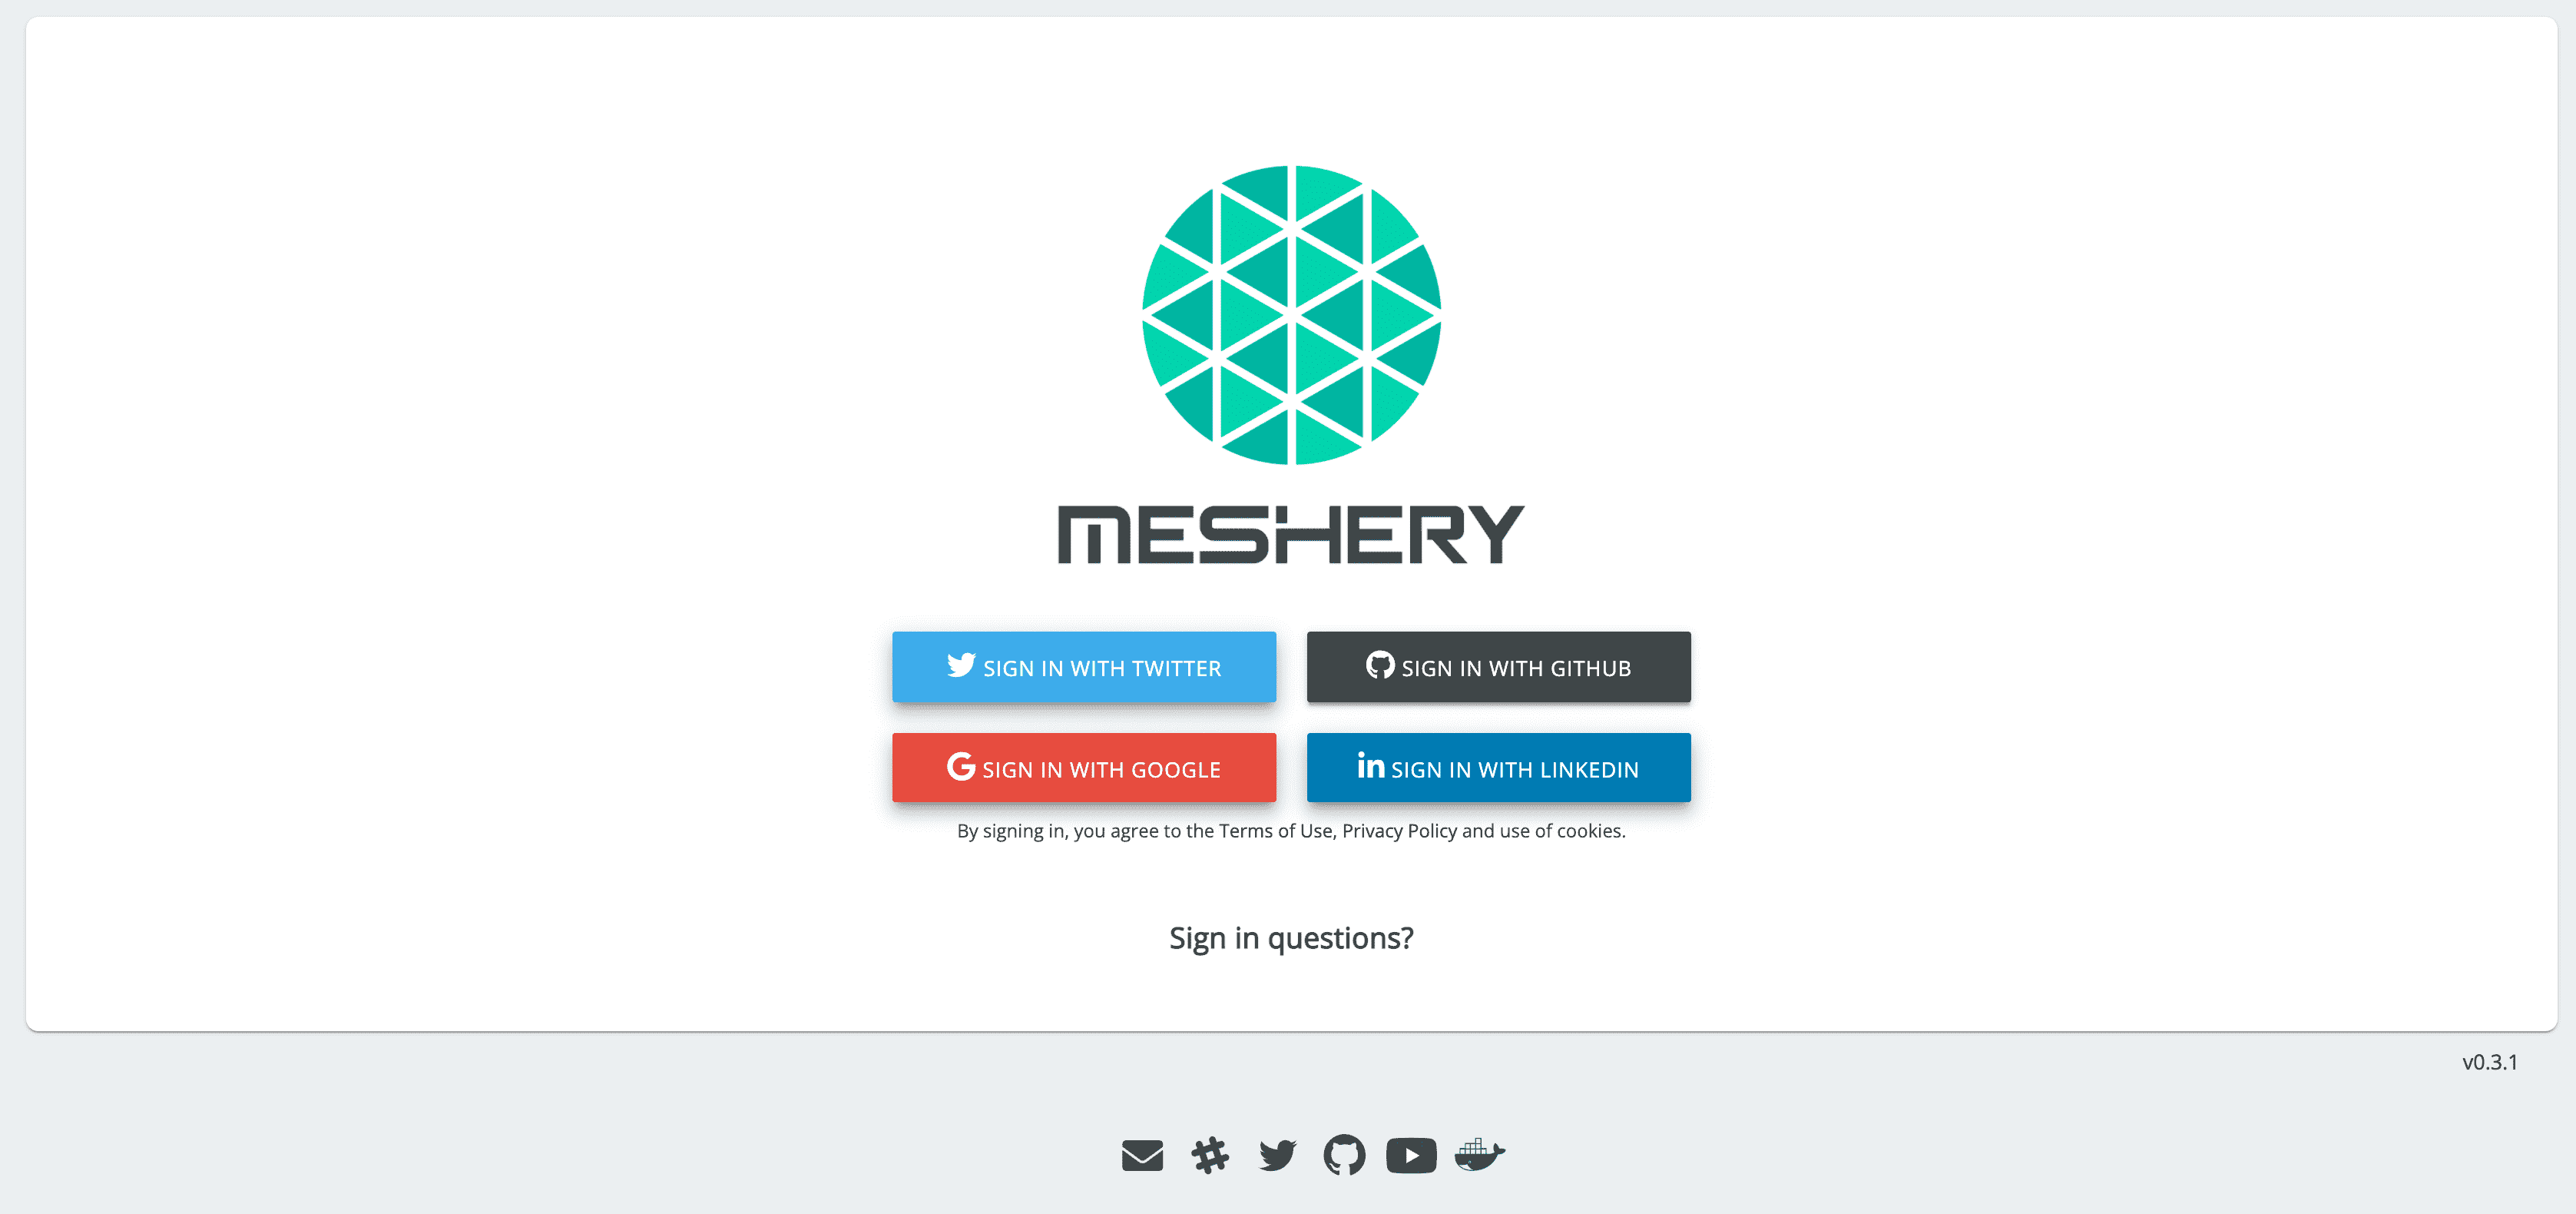 MESHERY
SIGN IN WITH TWITTER
SIGN IN WITH GITHUB
SIGN IN WITH GOOGLE
in SIGN IN WITH LINKEDIN
By signing in, you agree to the Terms of Use, Privacy Policy and use of cookies.
Sign in questions?
v0.3.1